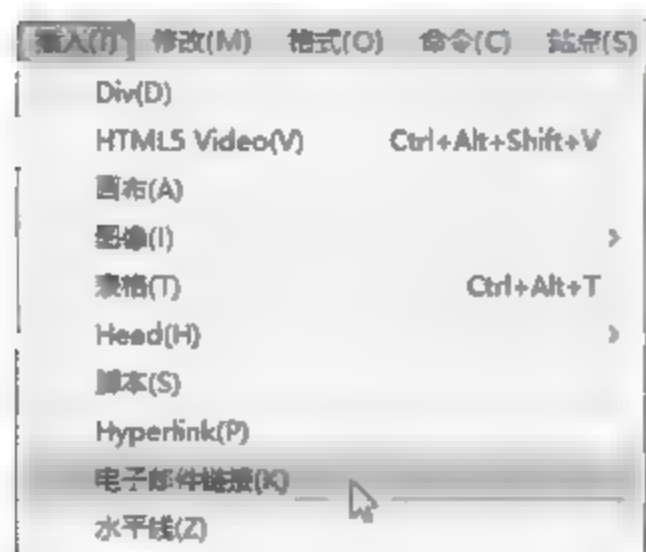 插入(I) 修改(M) 格式(O) 命令(C) 站点(S)
Div(D)
HTML5 Video(V) Ctrl+Alt+Shift+V
画布(A)
图像(I)
表格(T) Ctrl+Alt+T
Head(H)
脚本(S)
Hyperlink(P)
电子邮件链接(K)
水平线(Z)